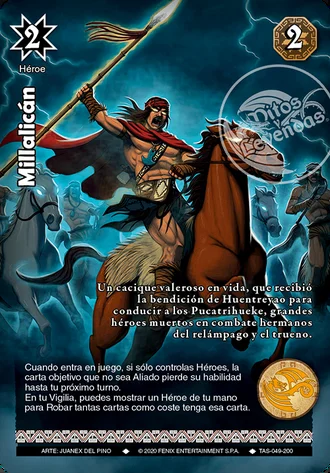 2
Héroe
2
Millalicán
Mitos
Leyendas
Un cacique valeroso en vida, que recibió
la bendición de Huentreyao para
conducir a los Pucatrihueke, grandes
héroes muertos en combate hermanos
del relámpago y el trueno.
Cuando entra en juego, si sólo controlas Héroes, la
carta objetivo que no sea Aliado pierde su habilidad
hasta tu próximo turno.
En tu Vigilia, puedes mostrar un Héroe de tu mano
para Robar tantas cartas como coste tenga esa carta.
ARTE: JUANEX DEL PINO
© 2020 FENIX ENTERTAINMENT S.P.A.
TAS-049-200